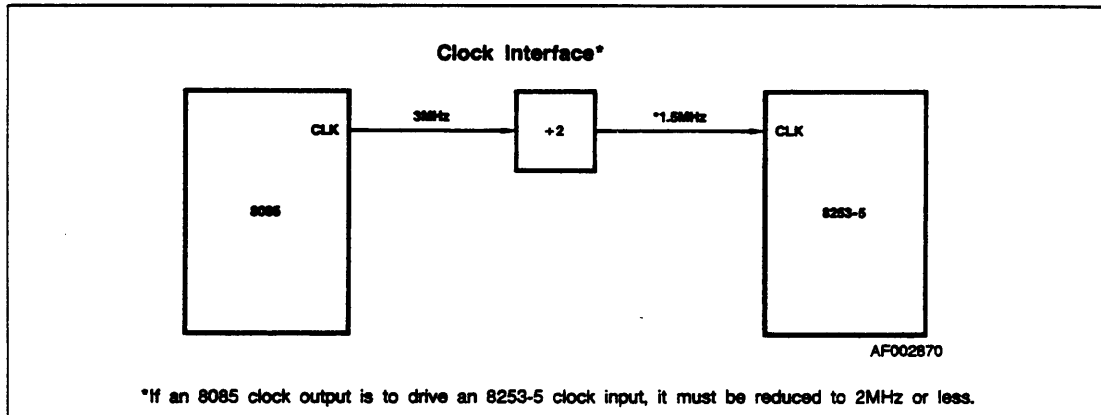 Clock Interface*
CLK
3MHz
÷2
*1.5MHz
CLK
8085
8253-5
AF002870
*If an 8085 clock output is to drive an 8253-5 clock input, it must be reduced to 2MHz or less.